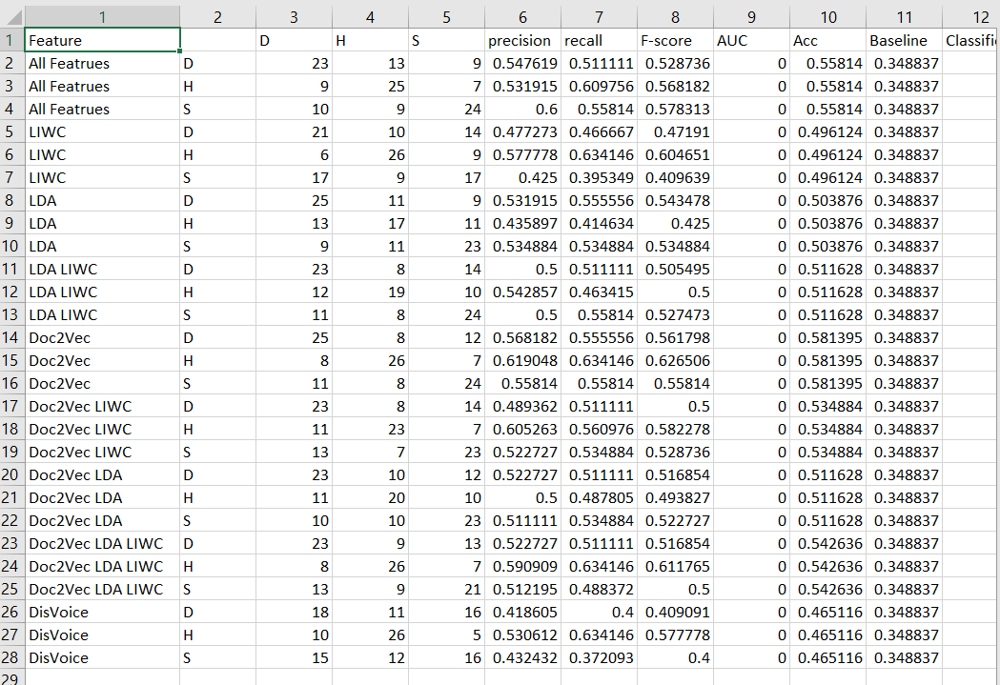 1 2 3 4 5 6 7 8 9 10 11 12
1 Feature D H S precision recall F-score AUC Acc Baseline Classifi
2 All Featrues D 23 13 9 0.547619 0.511111 0.528736 0 0.55814 0.348837
3 All Featrues H 9 25 7 0.531915 0.609756 0.568182 0 0.55814 0.348837
4 All Featrues S 10 9 24 0.6 0.55814 0.578313 0 0.55814 0.348837
5 LIWC D 21 10 14 0.477273 0.466667 0.47191 0 0.496124 0.348837
6 LIWC H 6 26 9 0.577778 0.634146 0.604651 0 0.496124 0.348837
7 LIWC S 17 9 17 0.425 0.395349 0.409639 0 0.496124 0.348837
8 LDA D 25 11 9 0.531915 0.555556 0.543478 0 0.503876 0.348837
9 LDA H 13 17 11 0.435897 0.414634 0.425 0 0.503876 0.348837
10 LDA S 9 11 23 0.534884 0.534884 0.534884 0 0.503876 0.348837
11 LDA LIWC D 23 8 14 0.5 0.511111 0.505495 0 0.511628 0.348837
12 LDA LIWC H 12 19 10 0.542857 0.463415 0.5 0 0.511628 0.348837
13 LDA LIWC S 11 8 24 0.5 0.55814 0.527473 0 0.511628 0.348837
14 Doc2Vec D 25 8 12 0.568182 0.555556 0.561798 0 0.581395 0.348837
15 Doc2Vec H 8 26 7 0.619048 0.634146 0.626506 0 0.581395 0.348837
16 Doc2Vec S 11 8 24 0.55814 0.55814 0.55814 0 0.581395 0.348837
17 Doc2Vec LIWC D 23 8 14 0.489362 0.511111 0.5 0 0.534884 0.348837
18 Doc2Vec LIWC H 11 23 7 0.605263 0.560976 0.582278 0 0.534884 0.348837
19 Doc2Vec LIWC S 13 7 23 0.522727 0.534884 0.528736 0 0.534884 0.348837
20 Doc2Vec LDA D 23 10 12 0.522727 0.511111 0.516854 0 0.511628 0.348837
21 Doc2Vec LDA H 11 20 10 0.5 0.487805 0.493827 0 0.511628 0.348837
22 Doc2Vec LDA S 10 10 23 0.511111 0.534884 0.522727 0 0.511628 0.348837
23 Doc2Vec LDA LIWC D 23 9 13 0.522727 0.511111 0.516854 0 0.542636 0.348837
24 Doc2Vec LDA LIWC H 8 26 7 0.590909 0.634146 0.611765 0 0.542636 0.348837
25 Doc2Vec LDA LIWC S 13 9 21 0.512195 0.488372 0.5 0 0.542636 0.348837
26 DisVoice D 18 11 16 0.418605 0.4 0.409091 0 0.465116 0.348837
27 DisVoice H 10 26 5 0.530612 0.634146 0.577778 0 0.465116 0.348837
28 DisVoice S 15 12 16 0.432432 0.372093 0.4 0 0.465116 0.348837
29